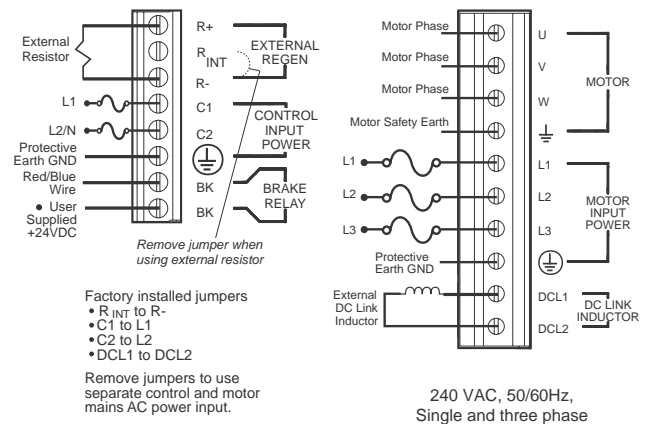 External
Resistor
L1
L2/N
Protective
Earth GND
Red/Blue
Wire
• User
Supplied
+24VDC
R+
R INT
R-
C1
C2
BK
BK
EXTERNAL
REGEN
CONTROL
INPUT
POWER
BRAKE
RELAY
Remove jumper when
using external resistor
Factory installed jumpers
• R INT to R-
• C1 to L1
• C2 to L2
• DCL1 to DCL2
Remove jumpers to use
separate control and motor
mains AC power input.
Motor Phase
Motor Phase
Motor Phase
Motor Safety Earth
L1
L2
L3
Protective
Earth GND
External
DC Link
Inductor
U
V
W
L1
L2
L3
DCL1
DCL2
MOTOR
MOTOR
INPUT
POWER
DC LINK
INDUCTOR
240 VAC, 50/60Hz,
Single and three phase